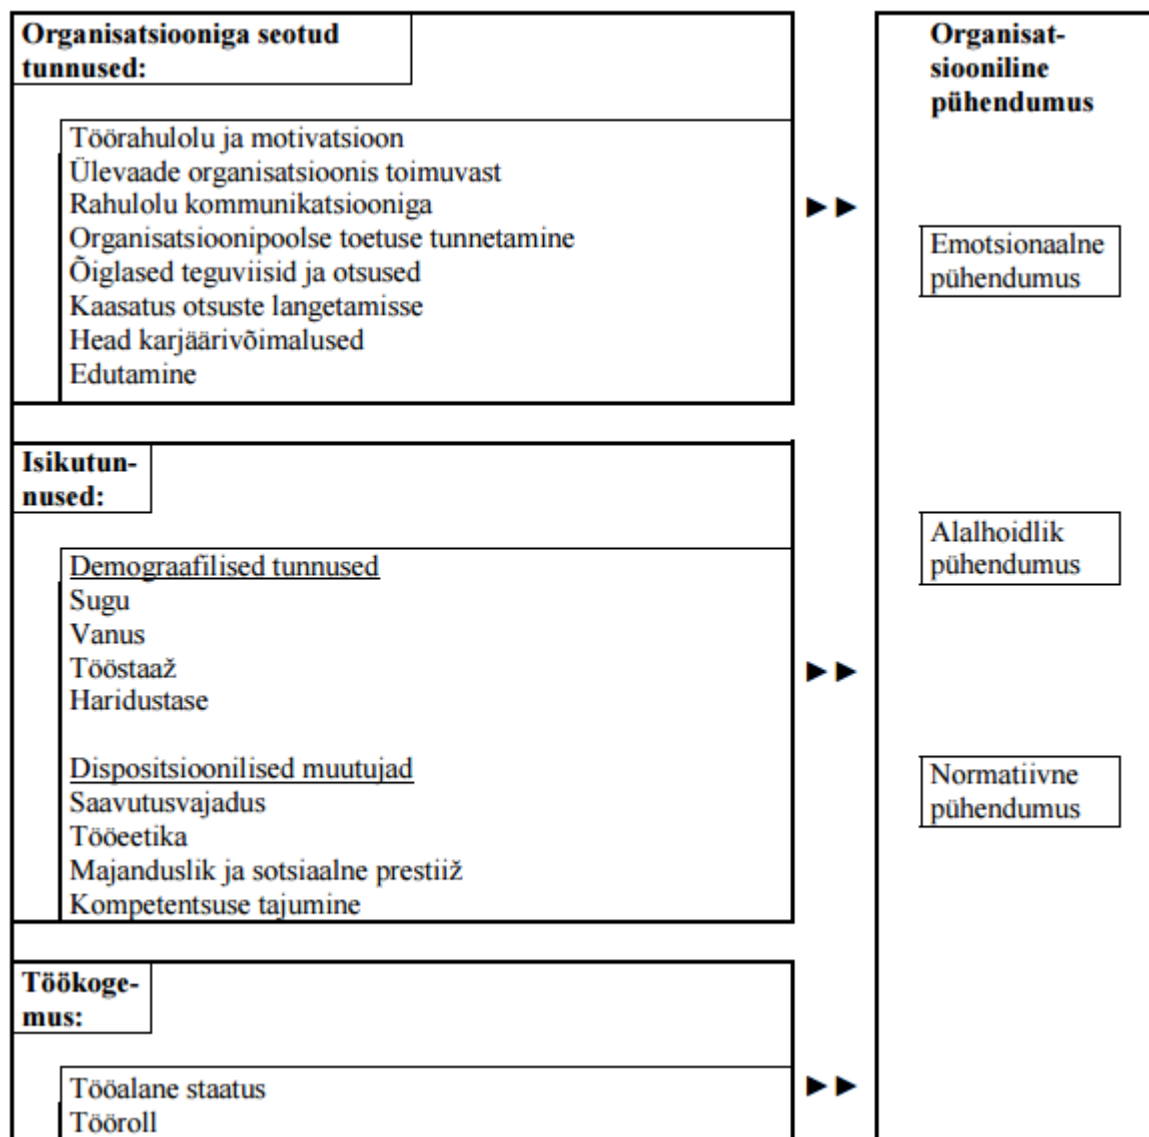 Organisatsiooniga seotud
tunnused:
Töörahulolu ja motivatsioon
Ülevaade organisatsioonis toimuvast
Rahulolu kommunikatsiooniga
Organisatsioonipoolse toetuse tunnetamine
Õiglased teguviisid ja otsused
Kaasatus otsuste langetamisse
Head karjäärivõimalused
Edutamine
Isikutun-
nused:
Demograafilised tunnused
Sugu
Vanus
Tööstaaž
Haridustase
Dispositsioonilised muutujad
Saavutusvajadus
Tööeetika
Majanduslik ja sotsiaalne prestiiž
Kompetentsuse tajumine
Töökoge-
mus:
Tööalane staatus
Tööroll
Organisat-
siooniline
pühendumus
Emotsionaalne
pühendumus
Alalhoidlik
pühendumus
Normatiivne
pühendumus